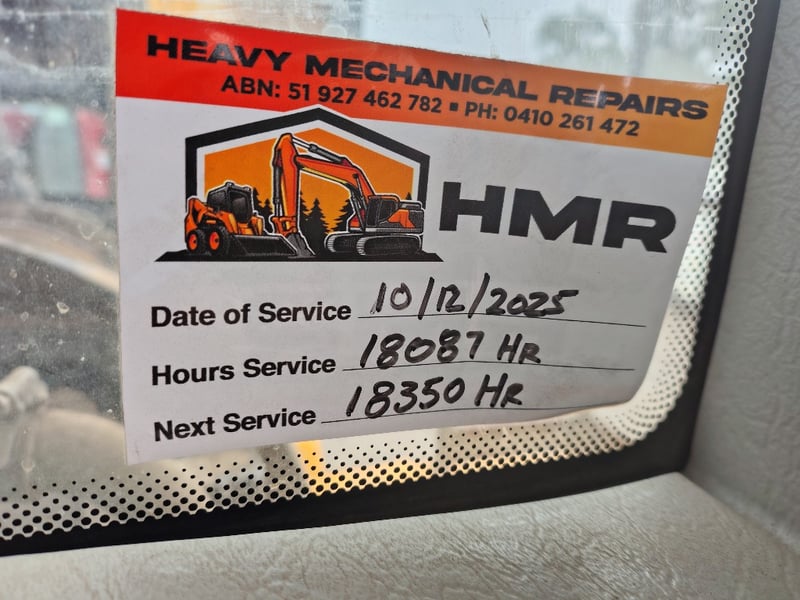 HEAVY MECHANICAL REPAIRS
ABN: 51 927 462 782 ▪ PH: 0410 261 472
HMR
Date of Service 10/12/2025
Hours Service 18087 HR
Next Service 18350 HR